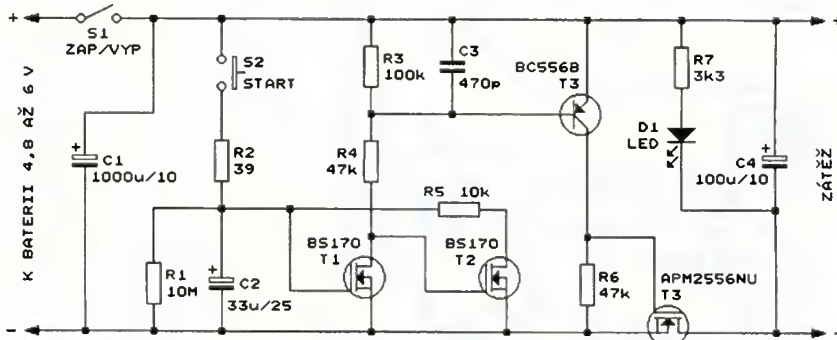 +
S1
ZAP/VYP
K BATERII 4,8 AŽ 6 V
-
+
C1
1000u/10
S2
START
R2
39
R1
10M
+
C2
33u/25
R3
100k
C3
470p
R4
47k
R5 10k
BS170
T1
BS170
T2
BC556B
T3
R6
47k
APM2556NU
T3
R7
3k3
D1
LED
+
C4
100u/10
+
ZÁTĚŽ
-